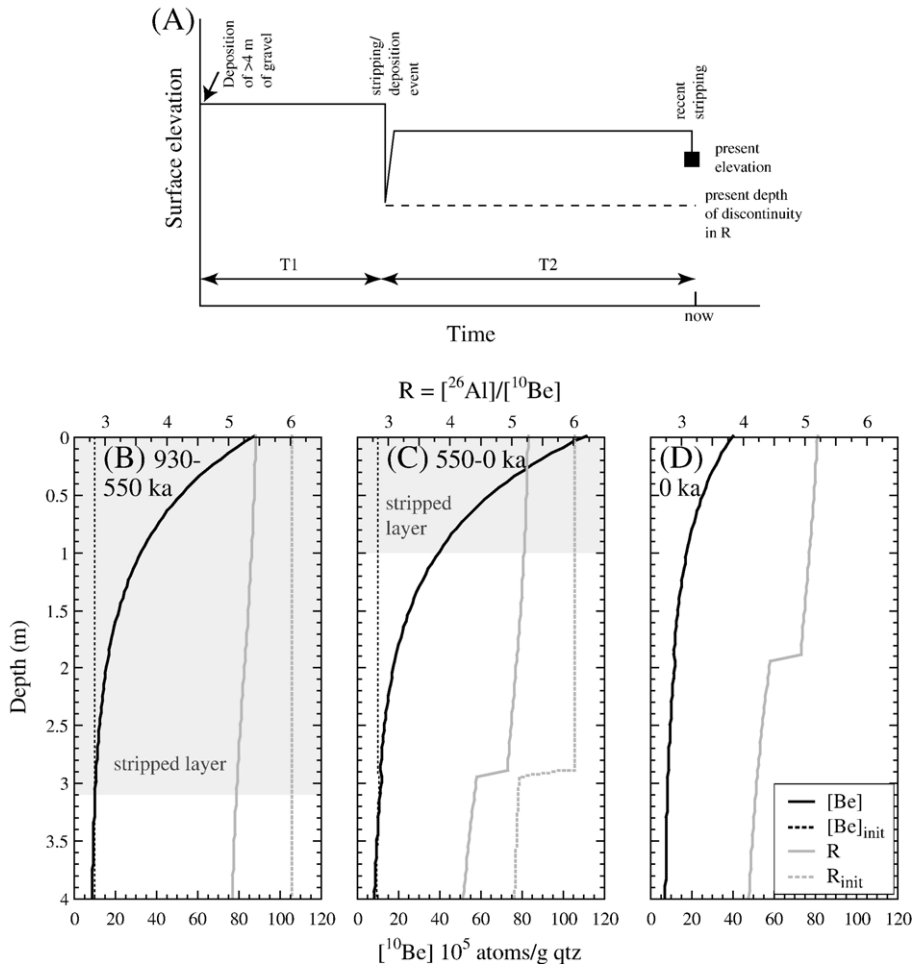 (A)
Deposition
of >4 m
of gravel
stripping/
deposition
event
recent
stripping
Surface elevation
present
elevation
present depth
of discontinuity
in R
T1
T2
now
Time
R = [²⁶Al]/[¹⁰Be]
3 4 5 6
3 4 5 6
3 4 5 6
0
0.5
1
1.5
2
2.5
3
3.5
4
Depth (m)
(B) 930-
550 ka
stripped layer
(C) 550-0 ka
stripped
layer
(D)
0 ka
[Be]
[Be]init
R
Rinit
0 20 40 60 80 100 120
0 20 40 60 80 100 120
0 20 40 60 80 100 120
[¹⁰Be] 10⁵ atoms/g qtz